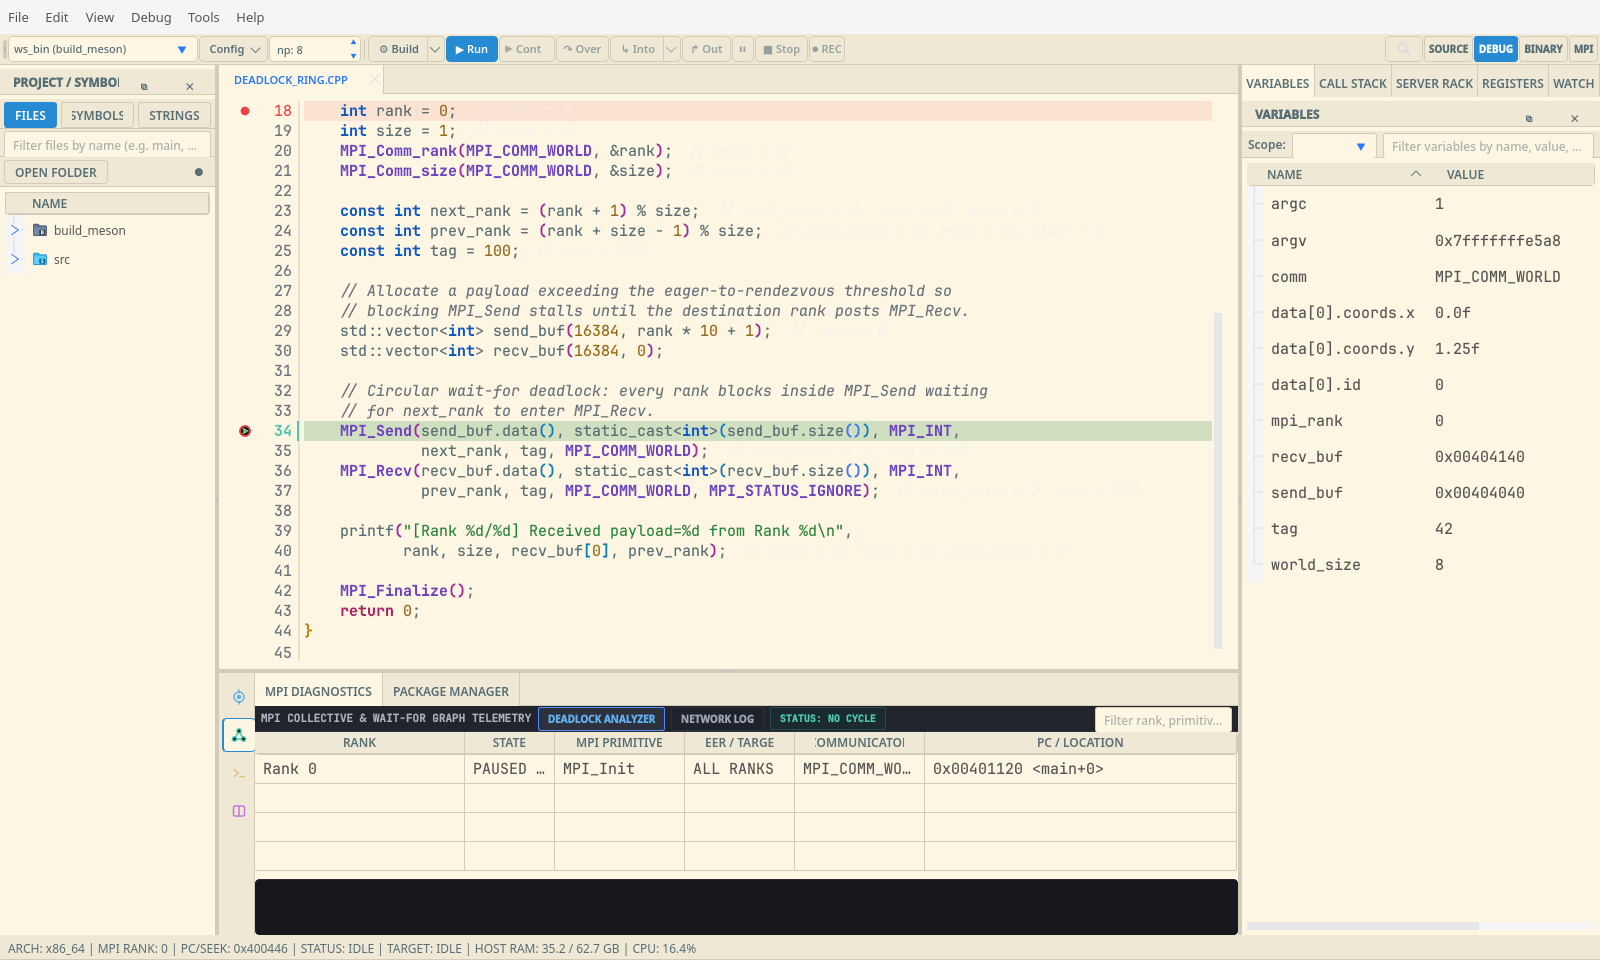 File Edit View Debug Tools Help
ws_bin (build_meson) Config np: 8 Build Run Cont Over Into Out Stop REC SOURCE DEBUG BINARY MPI
PROJECT / SYMBO
FILES SYMBOLS STRINGS
Filter files by name (e.g. main, ...
OPEN FOLDER
NAME
build_meson
src
DEADLOCK_RING.CPP
18 int rank = 0;
19 int size = 1;
20 MPI_Comm_rank(MPI_COMM_WORLD, &rank);
21 MPI_Comm_size(MPI_COMM_WORLD, &size);
22
23 const int next_rank = (rank + 1) % size;
24 const int prev_rank = (rank + size - 1) % size;
25 const int tag = 100;
26
27 // Allocate a payload exceeding the eager-to-rendezvous threshold so
28 // blocking MPI_Send stalls until the destination rank posts MPI_Recv.
29 std::vector<int> send_buf(16384, rank * 10 + 1);
30 std::vector<int> recv_buf(16384, 0);
31
32 // Circular wait-for deadlock: every rank blocks inside MPI_Send waiting
33 // for next_rank to enter MPI_Recv.
34 MPI_Send(send_buf.data(), static_cast<int>(send_buf.size()), MPI_INT,
35 next_rank, tag, MPI_COMM_WORLD);
36 MPI_Recv(recv_buf.data(), static_cast<int>(recv_buf.size()), MPI_INT,
37 prev_rank, tag, MPI_COMM_WORLD, MPI_STATUS_IGNORE);
38
39 printf("[Rank %d/%d] Received payload=%d from Rank %d\n",
40 rank, size, recv_buf[0], prev_rank);
41
42 MPI_Finalize();
43 return 0;
44 }
45
VARIABLES CALL STACK SERVER RACK REGISTERS WATCH
VARIABLES
Scope: Filter variables by name, value, ...
NAME VALUE
argc 1
argv 0x7fffffffe5a8
comm MPI_COMM_WORLD
data[0].coords.x 0.0f
data[0].coords.y 1.25f
data[0].id 0
mpi_rank 0
recv_buf 0x00404140
send_buf 0x00404040
tag 42
world_size 8
MPI DIAGNOSTICS PACKAGE MANAGER
MPI COLLECTIVE & WAIT-FOR GRAPH TELEMETRY DEADLOCK ANALYZER NETWORK LOG STATUS: NO CYCLE Filter rank, primitiv...
RANK STATE MPI PRIMITIVE EER / TARGE OMMUNICATO PC / LOCATION
Rank 0 PAUSED ... MPI_Init ALL RANKS MPI_COMM_WO... 0x00401120 <main+0>
ARCH: x86_64 | MPI RANK: 0 | PC/SEEK: 0x400446 | STATUS: IDLE | TARGET: IDLE | HOST RAM: 35.2 / 62.7 GB | CPU: 16.4%